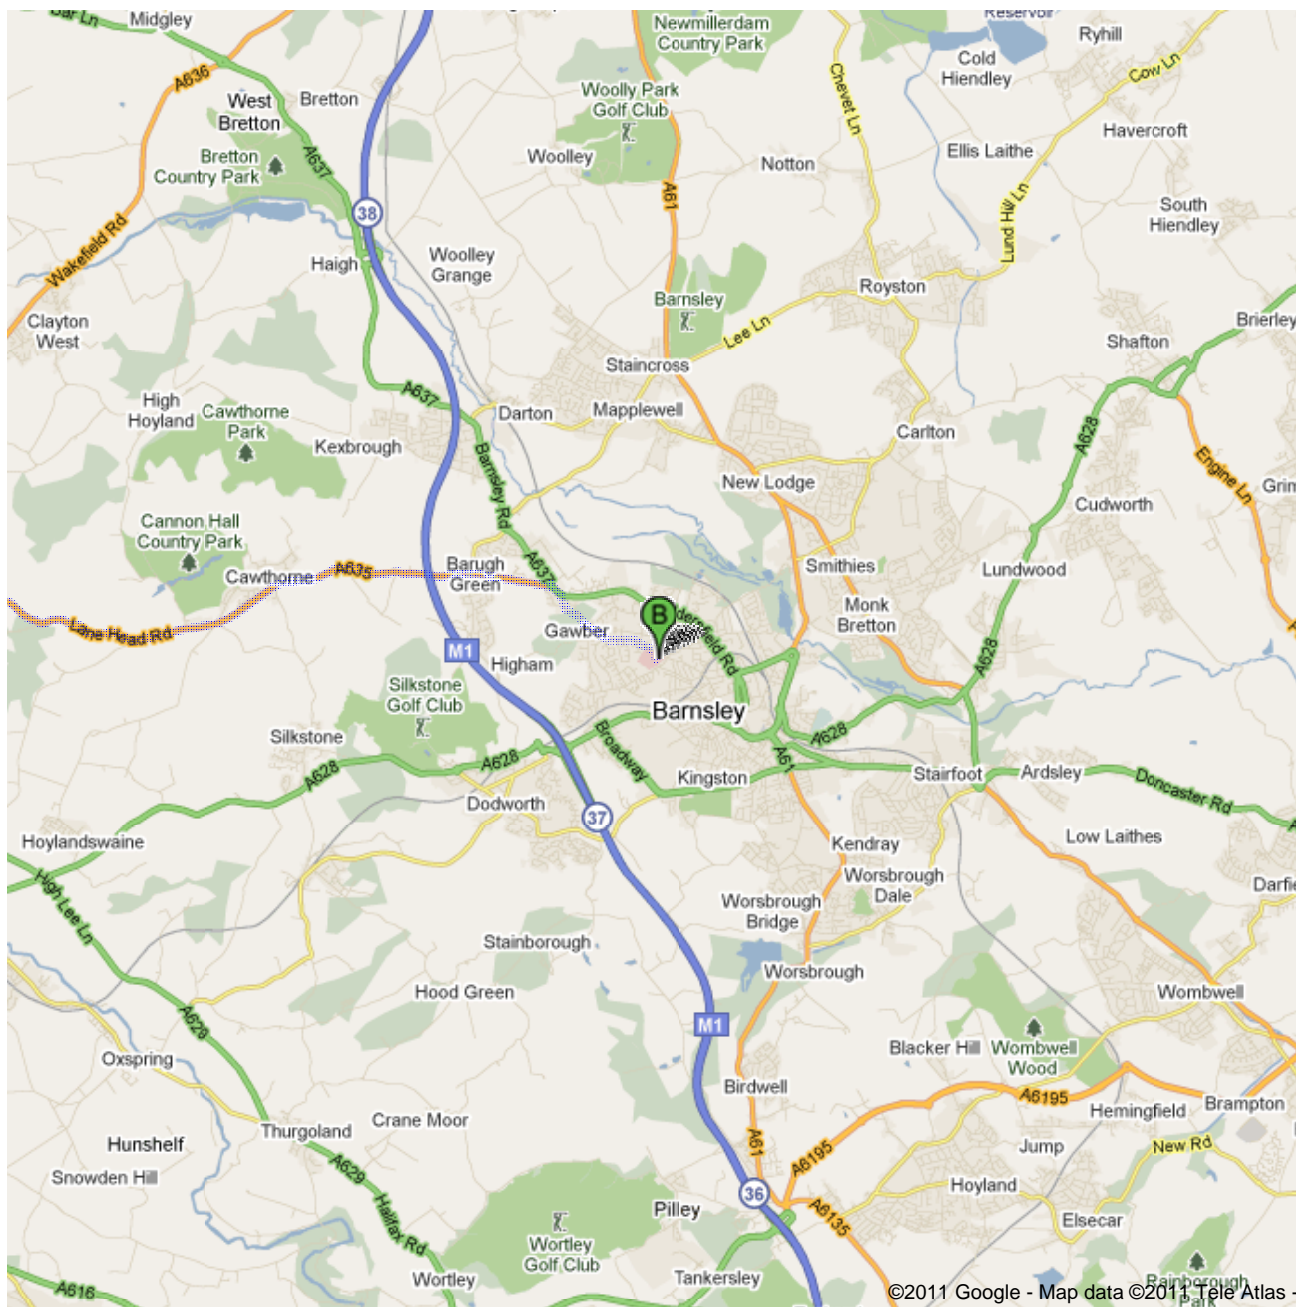 Bar Ln
Midgley
Newmillerdam
Country Park
Reservoir
Ryhill
A636
Cold
Hiendley
Cow Ln
Chevet Ln
West
Bretton
Bretton
Woolly Park
Golf Club
Havercroft
Bretton
Country Park
A637
Woolley
Notton
Ellis Laithe
A61
38
South
Hiendley
Lund Hill Ln
Wakefield Rd
Haigh
Woolley
Grange
Barnsley
Royston
Clayton
West
Lee Ln
Brierley
Shafton
Staincross
High
Hoyland
Cawthorne
Park
A637
Darton
Mapplewell
Kexbrough
Carlton
A628
Barnsley Rd
New Lodge
Engine Ln
Cudworth
Cannon Hall
Country Park
Cawthorne
A635
Barugh
Green
A637
Smithies
Lundwood
Lane Head Rd
Gawber
B
Monk
Bretton
M1
Higham
A628
Silkstone
Golf Club
Barnsley
Silkstone
A628
A628
Broadway
A61
A628
Kingston
Stairfoot
Ardsley
Doncaster Rd
Dodworth
37
Hoylandswaine
Kendray
Low Laithes
High Lee Ln
Worsbrough
Dale
Worsbrough
Bridge
Stainborough
Worsbrough
Hood Green
Wombwell
A629
M1
Oxspring
Blacker Hill
Wombwell
Wood
Birdwell
A6195
Hemingfield
Brampton
Crane Moor
Thurgoland
Hunshelf
A61
A6195
Jump
New Rd
Snowden Hill
A629
Halifax Rd
36
Hoyland
Pilley
A6135
Elsecar
Wortley
Golf Club
A616
Wortley
Tankersley
Rainborough
Park
©2011 Google - Map data ©2011 Tele Atlas -